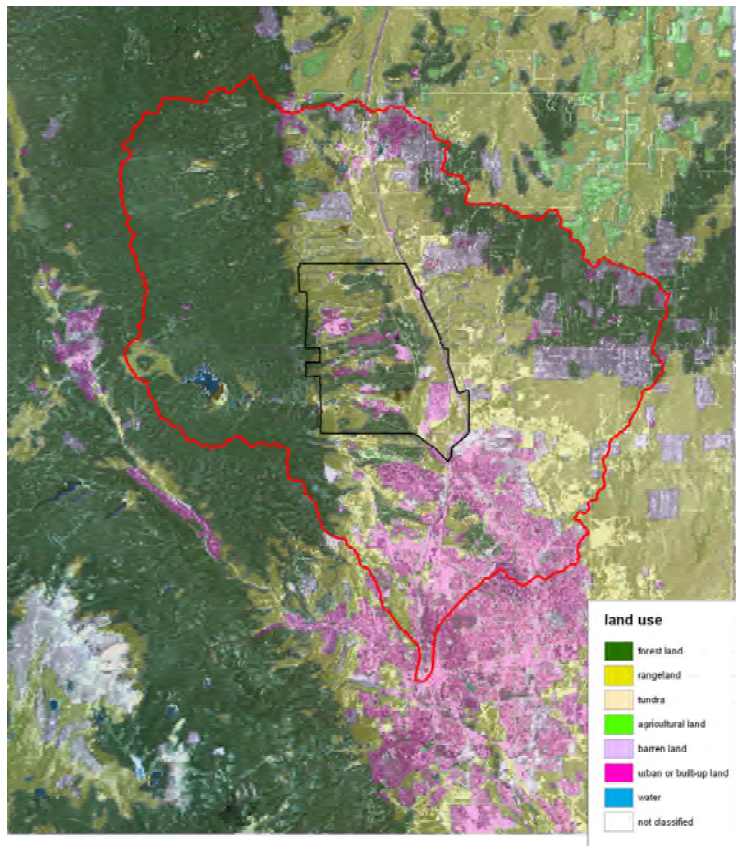 land use
forest land
rangeland
tundra
agricultural land
barren land
urban or built-up land
water
not classified